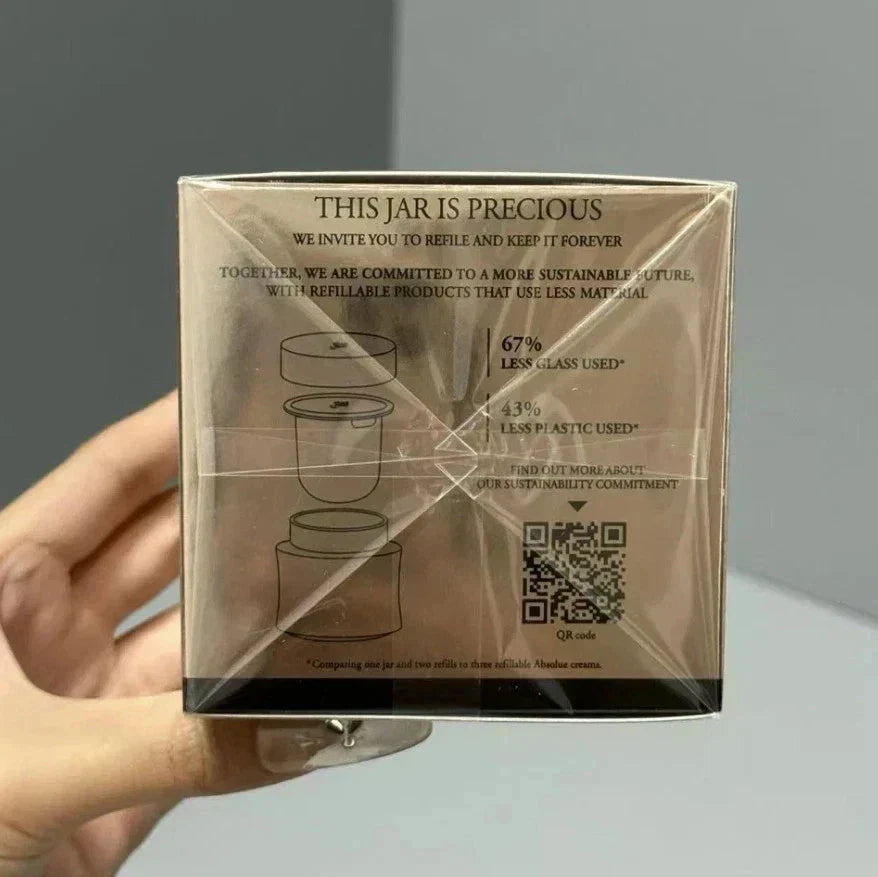 THIS JAR IS PRECIOUS
WE INVITE YOU TO REFILE AND KEEP IT FOREVER
TOGETHER, WE ARE COMMITTED TO A MORE SUSTAINABLE FUTURE,
WITH REFILLABLE PRODUCTS THAT USE LESS MATERIAL
67%
LESS GLASS USED*
43%
LESS PLASTIC USED*
FIND OUT MORE ABOUT
OUR SUSTAINABILITY COMMITMENT
QR code
*Comparing one jar and two refills to three refillable Absolue creams.